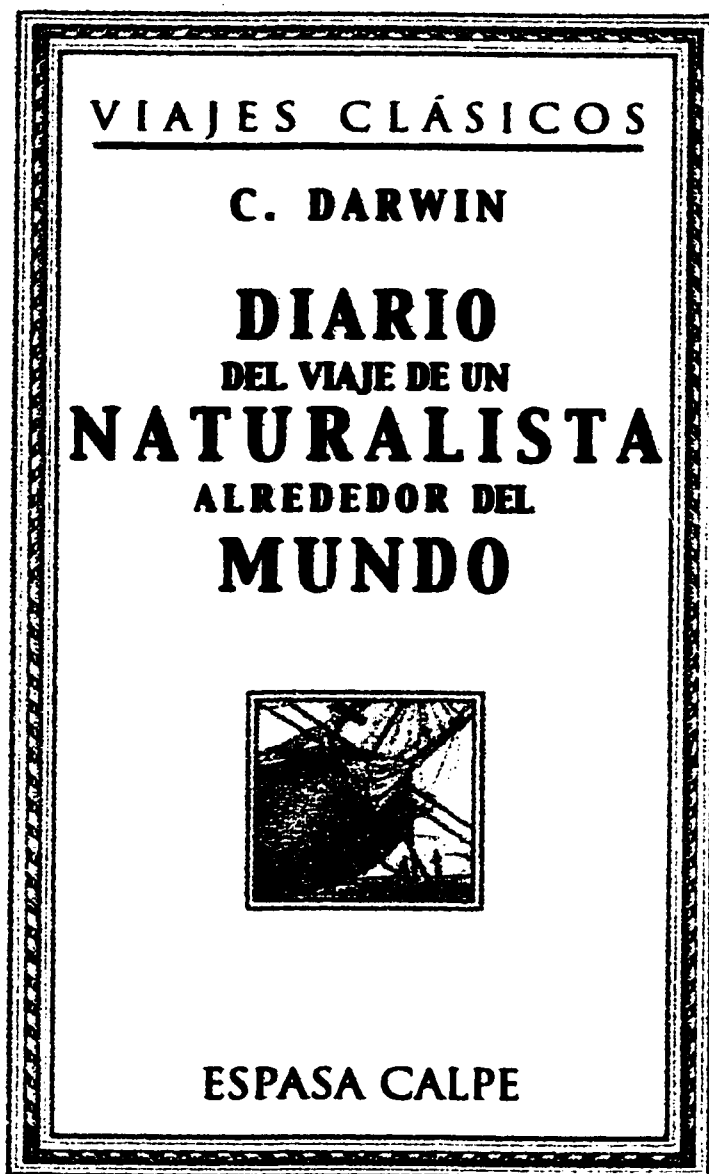 VIAJES CLÁSICOS
C. DARWIN
DIARIO
DEL VIAJE DE UN
NATURALISTA
ALREDEDOR DEL
MUNDO
ESPASA CALPE